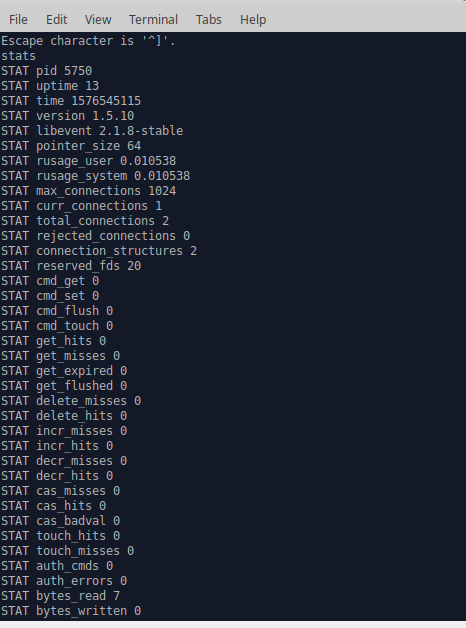 File Edit View Terminal Tabs Help
Escape character is '^]'.
stats
STAT pid 5750
STAT uptime 13
STAT time 1576545115
STAT version 1.5.10
STAT libevent 2.1.8-stable
STAT pointer_size 64
STAT rusage_user 0.010538
STAT rusage_system 0.010538
STAT max_connections 1024
STAT curr_connections 1
STAT total_connections 2
STAT rejected_connections 0
STAT connection_structures 2
STAT reserved_fds 20
STAT cmd_get 0
STAT cmd_set 0
STAT cmd_flush 0
STAT cmd_touch 0
STAT get_hits 0
STAT get_misses 0
STAT get_expired 0
STAT get_flushed 0
STAT delete_misses 0
STAT delete_hits 0
STAT incr_misses 0
STAT incr_hits 0
STAT decr_misses 0
STAT decr_hits 0
STAT cas_misses 0
STAT cas_hits 0
STAT cas_badval 0
STAT touch_hits 0
STAT touch_misses 0
STAT auth_cmds 0
STAT auth_errors 0
STAT bytes_read 7
STAT bytes_written 0